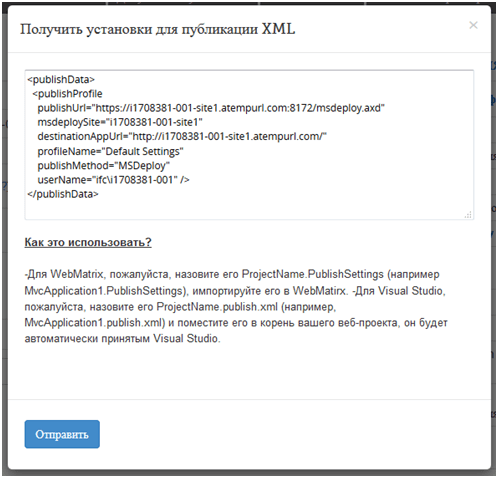 Получить установки для публикации XML
×
<publishData>
<publishProfile
publishUrl="https://i1708381-001-site1.atempurl.com:8172/msdeploy.axd"
msdeploySite="i1708381-001-site1"
destinationAppUrl="http://i1708381-001-site1.atempurl.com/"
profileName="Default Settings"
publishMethod="MSDeploy"
userName="ifc\i1708381-001" />
</publishData>
Как это использовать?
-Для WebMatrix, пожалуйста, назовите его ProjectName.PublishSettings (например
MvcApplication1.PublishSettings), импортируйте его в WebMatirx. -Для Visual Studio,
пожалуйста, назовите его ProjectName.publish.xml (например,
MvcApplication1.publish.xml) и поместите его в корень вашего веб-проекта, он будет
автоматически принятым Visual Studio.
Отправить